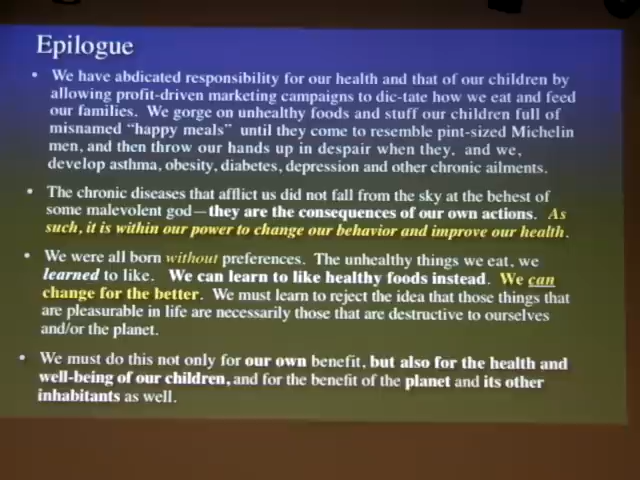 Epilogue
• We have abdicated responsibility for our health and that of our children by
allowing profit-driven marketing campaigns to dic-tate how we eat and feed
our families. We gorge on unhealthy foods and stuff our children full of
misnamed “happy meals” until they come to resemble pint-sized Michelin
men, and then throw our hands up in despair when they, and we,
develop asthma, obesity, diabetes, depression and other chronic ailments.
• The chronic diseases that afflict us did not fall from the sky at the behest of
some malevolent god—they are the consequences of our own actions. As
such, it is within our power to change our behavior and improve our health.
• We were all born without preferences. The unhealthy things we eat, we
learned to like. We can learn to like healthy foods instead. We can
change for the better. We must learn to reject the idea that those things that
are pleasurable in life are necessarily those that are destructive to ourselves
and/or the planet.
• We must do this not only for our own benefit, but also for the health and
well-being of our children, and for the benefit of the planet and its other
inhabitants as well.